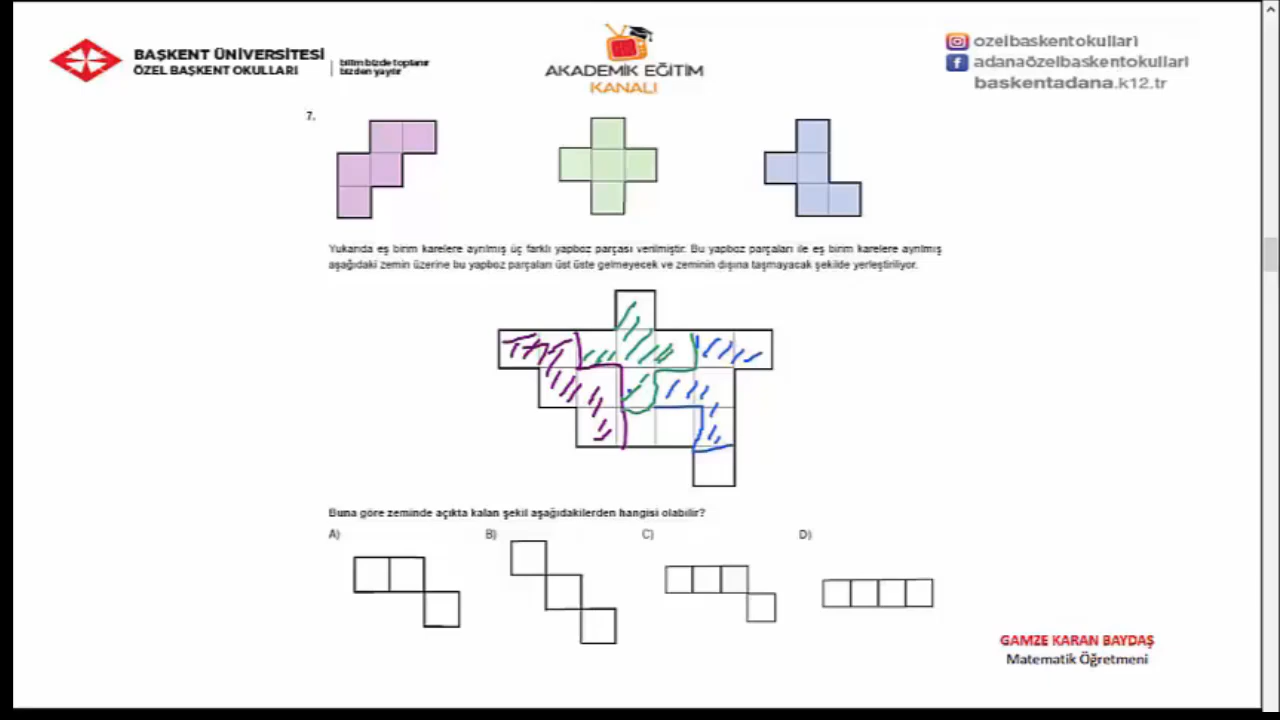 BAŞKENT ÜNİVERSİTESİ
ÖZEL BAŞKENT OKULLARI
bilim bizde toplanır
bizden yayılır
AKADEMİK EĞİTİM
KANALI
ozelbaskentokullari
adanaözelbaskentokullari
baskentadana.k12.tr
7.
Yukarıda eş birim karelere ayrılmış üç farklı yapboz parçası verilmiştir. Bu yapboz parçaları ile eş birim karelere ayrılmış
aşağıdaki zemin üzerine bu yapboz parçaları üst üste gelmeyecek ve zeminin dışına taşmayacak şekilde yerleştiriliyor.
Buna göre zeminde açıkta kalan şekil aşağıdakilerden hangisi olabilir?
A) B) C) D)
GAMZE KARAN BAYDAŞ
Matematik Öğretmeni